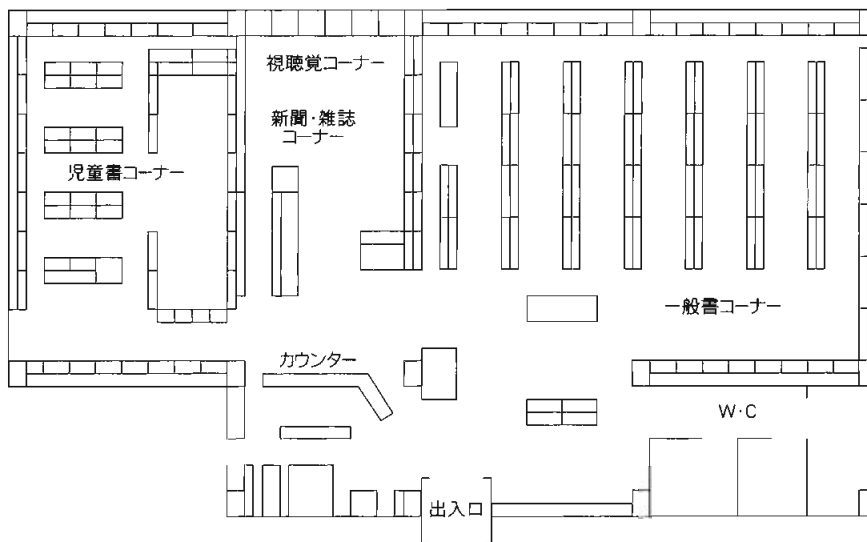 視聴覚コーナー
新聞・雑誌
コーナー
児童書コーナー
一般書コーナー
カウンター
W・C
出入口